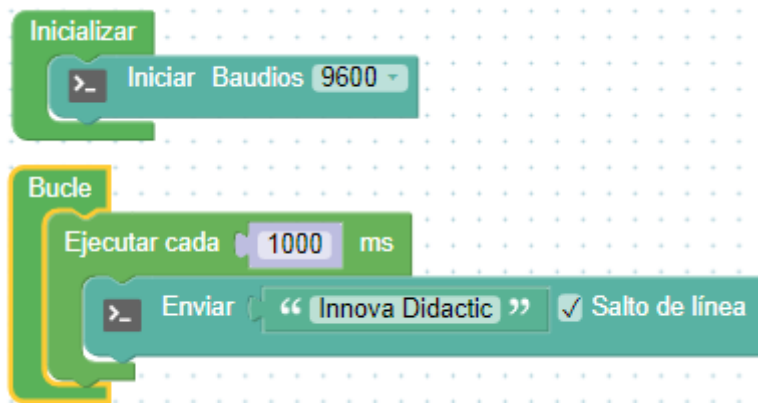 Inicializar
>_ Iniciar Baudios 9600
Bucle
Ejecutar cada 1000 ms
>_ Enviar “ Innova Didactic ” Salto de línea